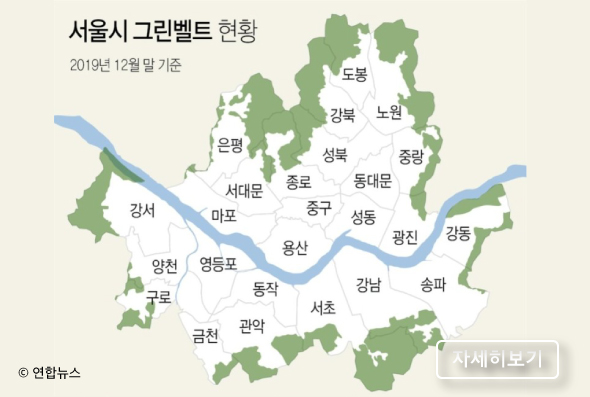 서울시 그린벨트 현황
2019년 12월 말 기준
도봉
강북
노원
은평
성북
중랑
서대문
종로
동대문
강서
마포
중구
성동
광진
강동
용산
양천
영등포
동작
강남
송파
구로
서초
금천
관악
자세히보기
© 연합뉴스